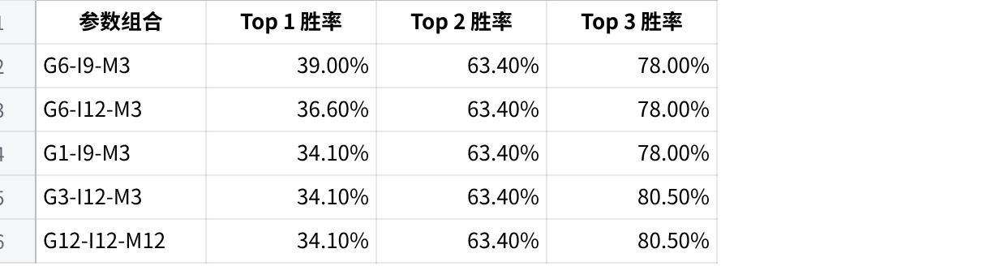 参数组合 Top 1 胜率 Top 2 胜率 Top 3 胜率
2 G6-I9-M3 39.00% 63.40% 78.00%
3 G6-I12-M3 36.60% 63.40% 78.00%
4 G1-I9-M3 34.10% 63.40% 78.00%
5 G3-I12-M3 34.10% 63.40% 80.50%
6 G12-I12-M12 34.10% 63.40% 80.50%